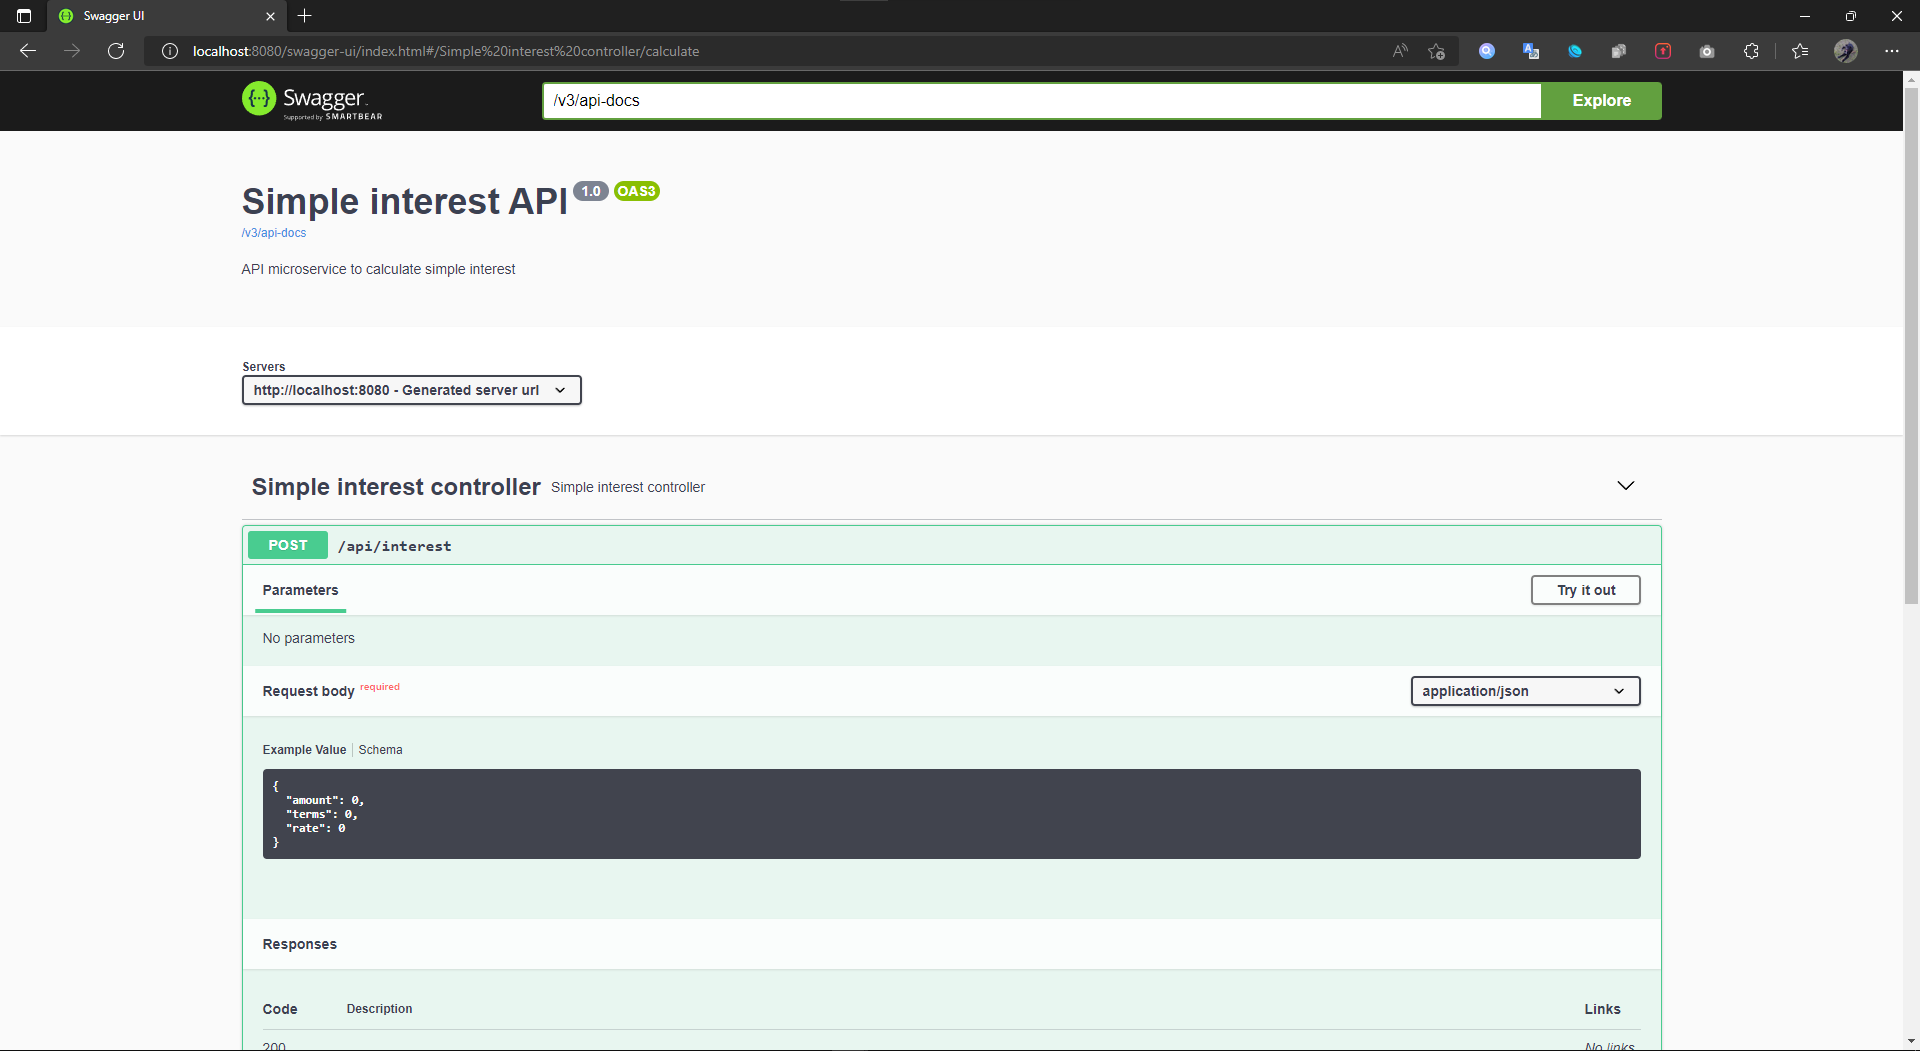 Swagger UI
localhost:8080/swagger-ui/index.html#/Simple%20interest%20controller/calculate
Swagger.
Supported by SMARTBEAR
/v3/api-docs
Explore
Simple interest API 1.0 OAS3
/v3/api-docs
API microservice to calculate simple interest
Servers
http://localhost:8080 - Generated server url
Simple interest controller Simple interest controller
POST /api/interest
Parameters
Try it out
No parameters
Request body required
application/json
Example Value Schema
{
"amount": 0,
"terms": 0,
"rate": 0
}
Responses
Code Description Links
200 No links